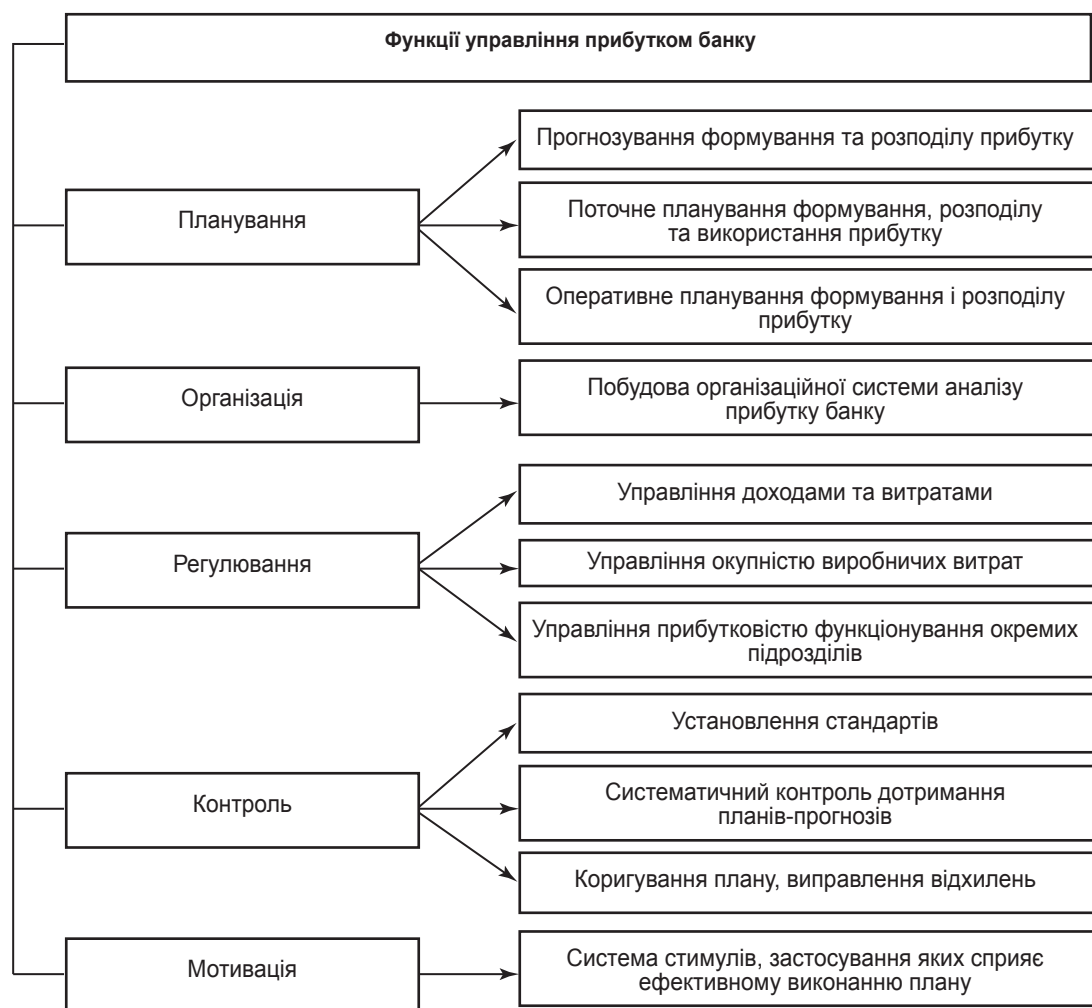 Функції управління прибутком банку
Планування
Прогнозування формування та розподілу прибутку
Поточне планування формування, розподілу
та використання прибутку
Оперативне планування формування і розподілу
прибутку
Організація
Побудова організаційної системи аналізу
прибутку банку
Регулювання
Управління доходами та витратами
Управління окупністю виробничих витрат
Управління прибутковістю функціонування окремих
підрозділів
Контроль
Установлення стандартів
Систематичний контроль дотримання
планів-прогнозів
Коригування плану, виправлення відхилень
Мотивація
Система стимулів, застосування яких сприяє
ефективному виконанню плану